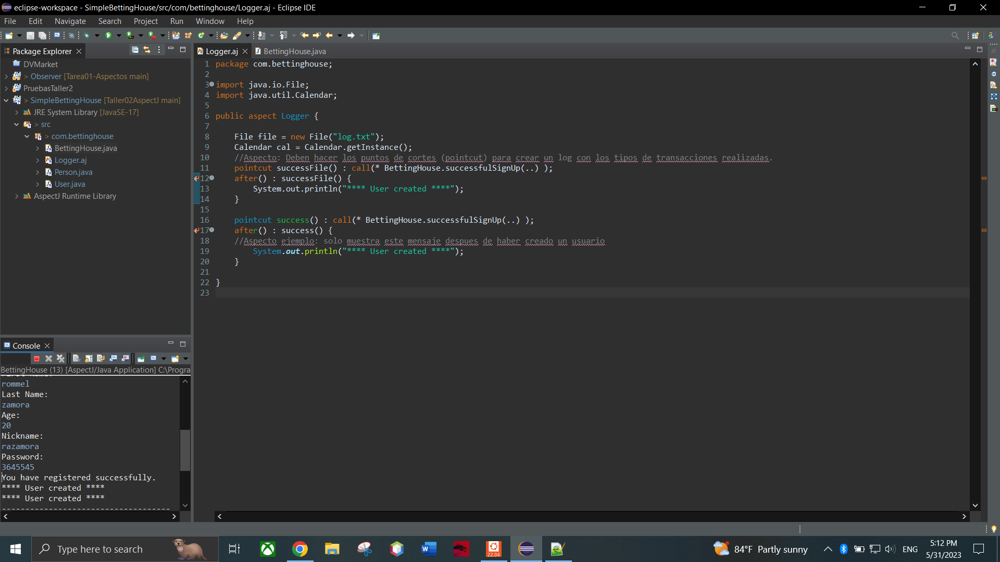 eclipse-workspace - SimpleBettingHouse/src/com/bettinghouse/Logger.aj - Eclipse IDE
File Edit Navigate Search Project Run Window Help
Package Explorer
DVMarket
> Observer [Tarea01-Aspectos main]
PruebasTaller2
> SimpleBettingHouse [Taller02AspectJ main]
JRE System Library [JavaSE-17]
> src
> com.bettinghouse
BettingHouse.java
Logger.aj
Person.java
User.java
AspectJ Runtime Library
Logger.aj BettingHouse.java
1 package com.bettinghouse;
2
3 import java.io.File;
4 import java.util.Calendar;
5
6 public aspect Logger {
7
8 File file = new File("log.txt");
9 Calendar cal = Calendar.getInstance();
10 //Aspecto: Deben hacer los puntos de cortes (pointcut) para crear un log con los tipos de transacciones realizadas.
11 pointcut successFile() : call(* BettingHouse.successfulSignUp(..) );
12 after() : successFile() {
13 System.out.println("**** User created ****");
14 }
15
16 pointcut success() : call(* BettingHouse.successfulSignUp(..) );
17 after() : success() {
18 //Aspecto ejemplo: solo muestra este mensaje despues de haber creado un usuario
19 System.out.println("**** User created ****");
20 }
21
22 }
23
Console
BettingHouse (13) [AspectJ/Java Application] C:\Progra
rommel
Last Name:
zamora
Age:
20
Nickname:
razamora
Password:
3645545
You have registered successfully.
**** User created ****
**** User created ****
------------------------------------
Type here to search
22.04
84°F Partly sunny
ENG
5:12 PM
5/31/2023